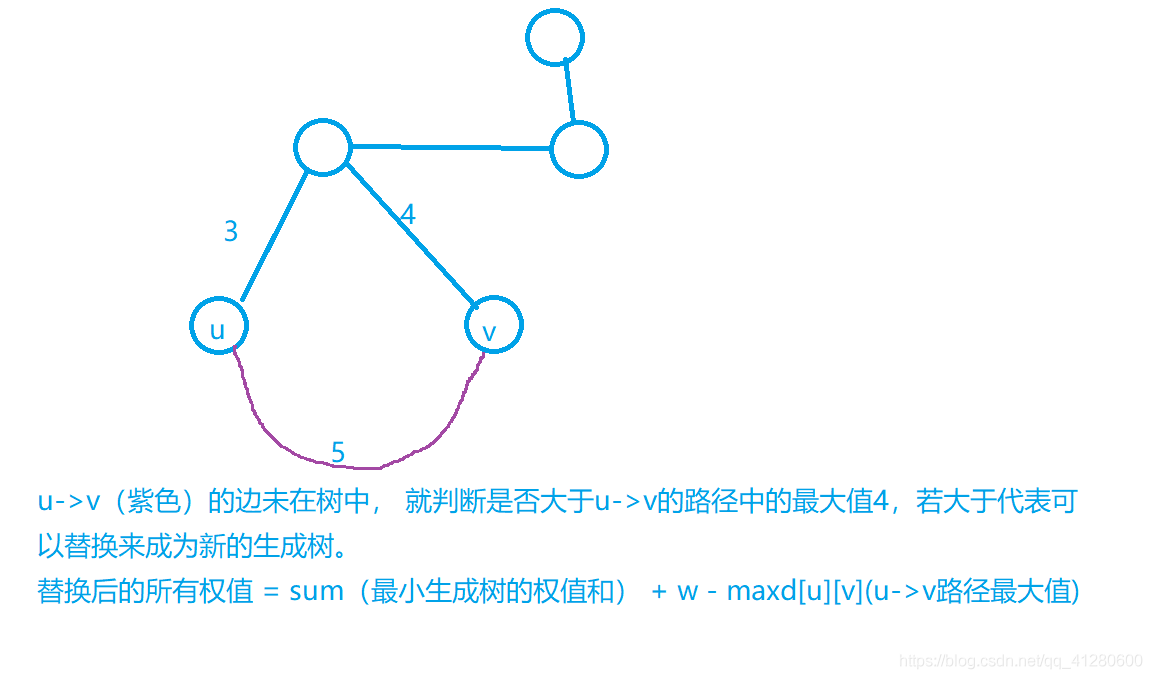 3
4
u
v
5
u->v（紫色）的边未在树中， 就判断是否大于u->v的路径中的最大值4，若大于代表可
以替换来成为新的生成树。
替换后的所有权值 = sum（最小生成树的权值和） + w - maxd[u][v](u->v路径最大值)
https://blog.csdn.net/qq_41280600